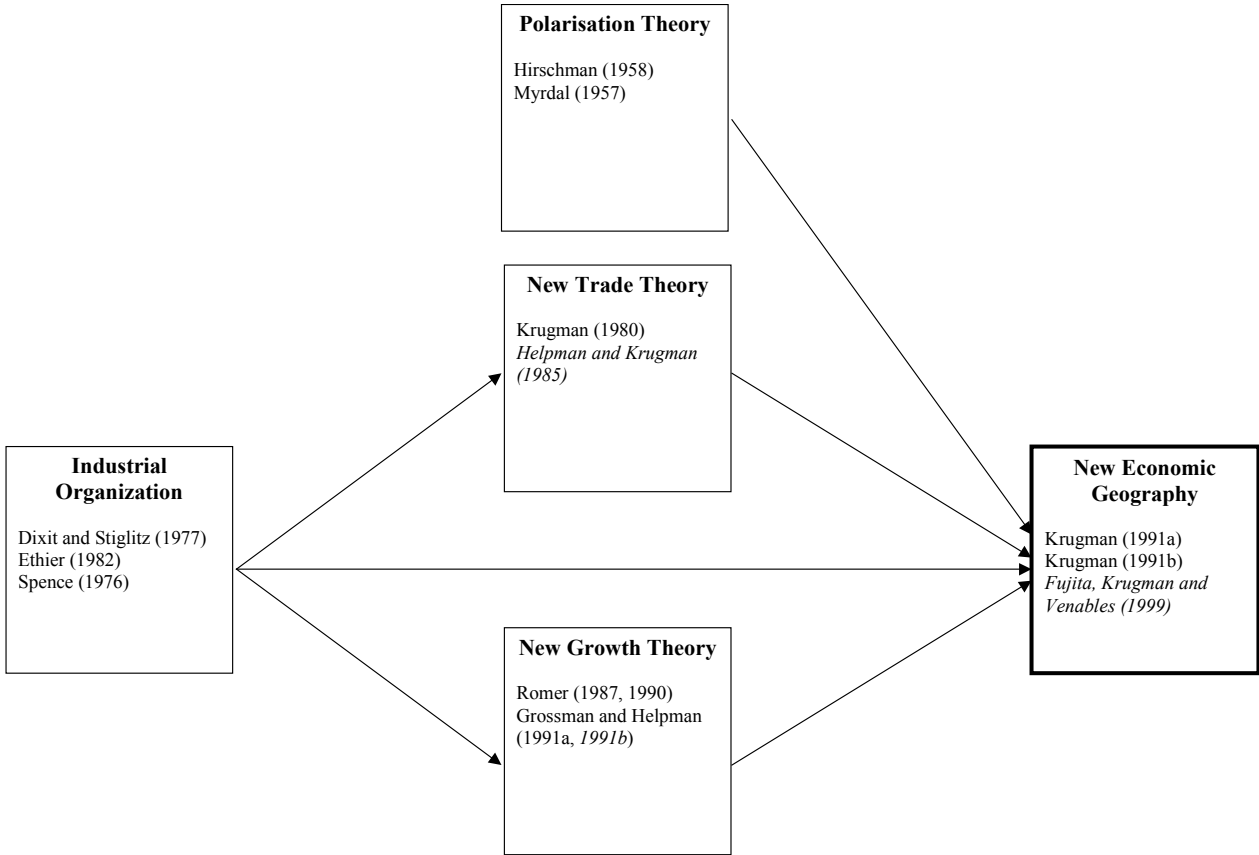 Polarisation Theory
Hirschman (1958)
Myrdal (1957)
New Trade Theory
Krugman (1980)
Helpman and Krugman
(1985)
Industrial
Organization
Dixit and Stiglitz (1977)
Ethier (1982)
Spence (1976)
New Economic
Geography
Krugman (1991a)
Krugman (1991b)
Fujita, Krugman and
Venables (1999)
New Growth Theory
Romer (1987, 1990)
Grossman and Helpman
(1991a, 1991b)